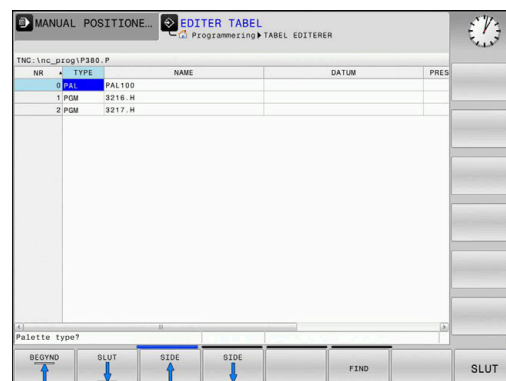 MANUAL POSITIONE...
EDITER TABEL
Programmering TABEL EDITERER
TNC:\nc_prog\P380.P
NR TYPE NAME DATUM PRES
0 PAL PAL100
1 PGM 3216.H
2 PGM 3217.H
Palette type?
BEGYND SLUT SIDE SIDE FIND SLUT